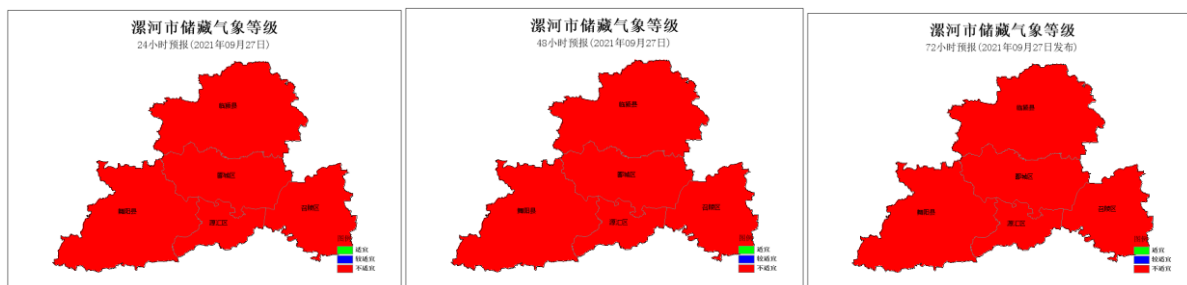 漯河市储藏气象等级
24小时预报(2021年09月27日)
临颍县
郾城区
舞阳县
源汇区
召陵区
图例
适宜
较适宜
不适宜
漯河市储藏气象等级
48小时预报(2021年09月27日)
临颍县
郾城区
舞阳县
源汇区
召陵区
图例
适宜
较适宜
不适宜
漯河市储藏气象等级
72小时预报(2021年09月27日发布)
临颍县
郾城区
舞阳县
源汇区
召陵区
图例
适宜
较适宜
不适宜